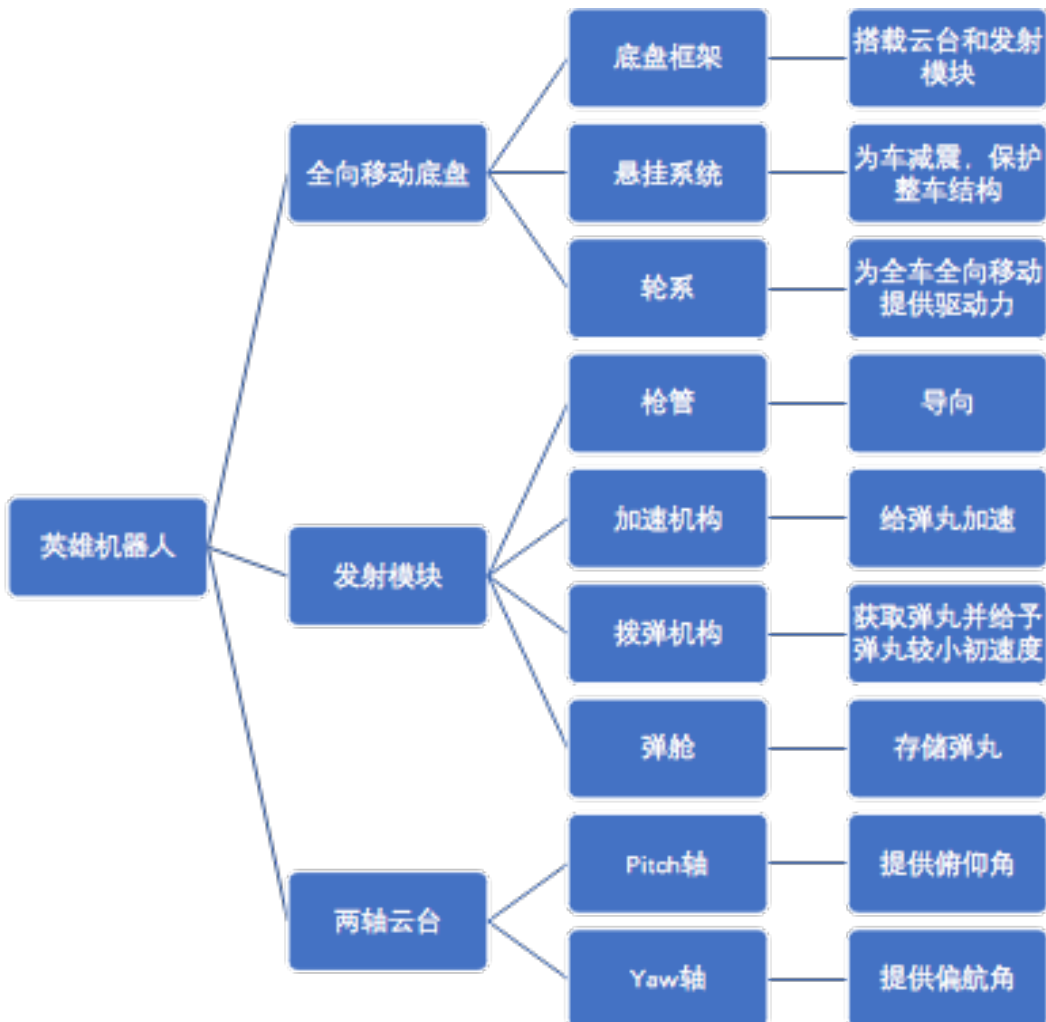 英雄机器人
全向移动底盘
底盘框架
搭载云台和发射
模块
悬挂系统
为车减震，保护
整车结构
轮系
为全车全向移动
提供驱动力
发射模块
枪管
导向
加速机构
给弹丸加速
拨弹机构
获取弹丸并给予
弹丸较小初速度
弹舱
存储弹丸
两轴云台
Pitch轴
提供俯仰角
Yaw轴
提供偏航角